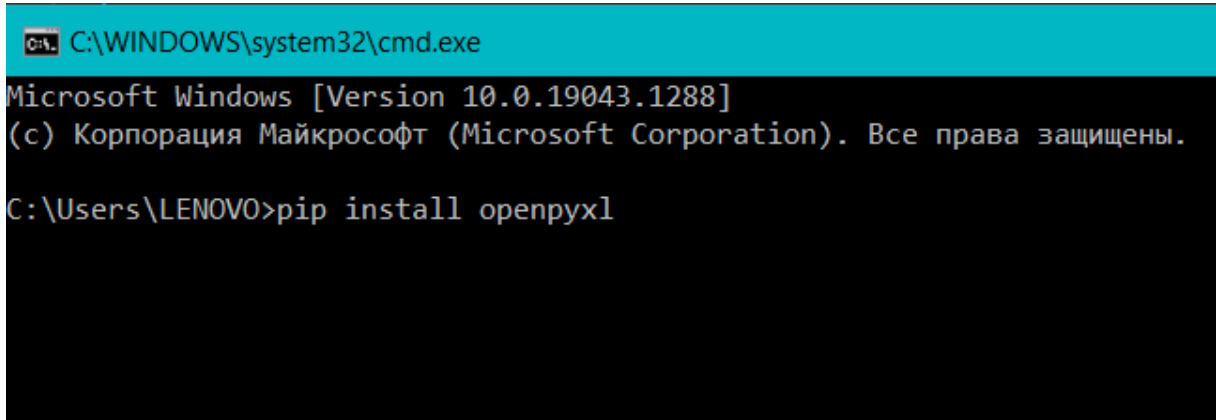 C:\WINDOWS\system32\cmd.exe
Microsoft Windows [Version 10.0.19043.1288]
(c) Корпорация Майкрософт (Microsoft Corporation). Все права защищены.
C:\Users\LENOVO>pip install openpyxl